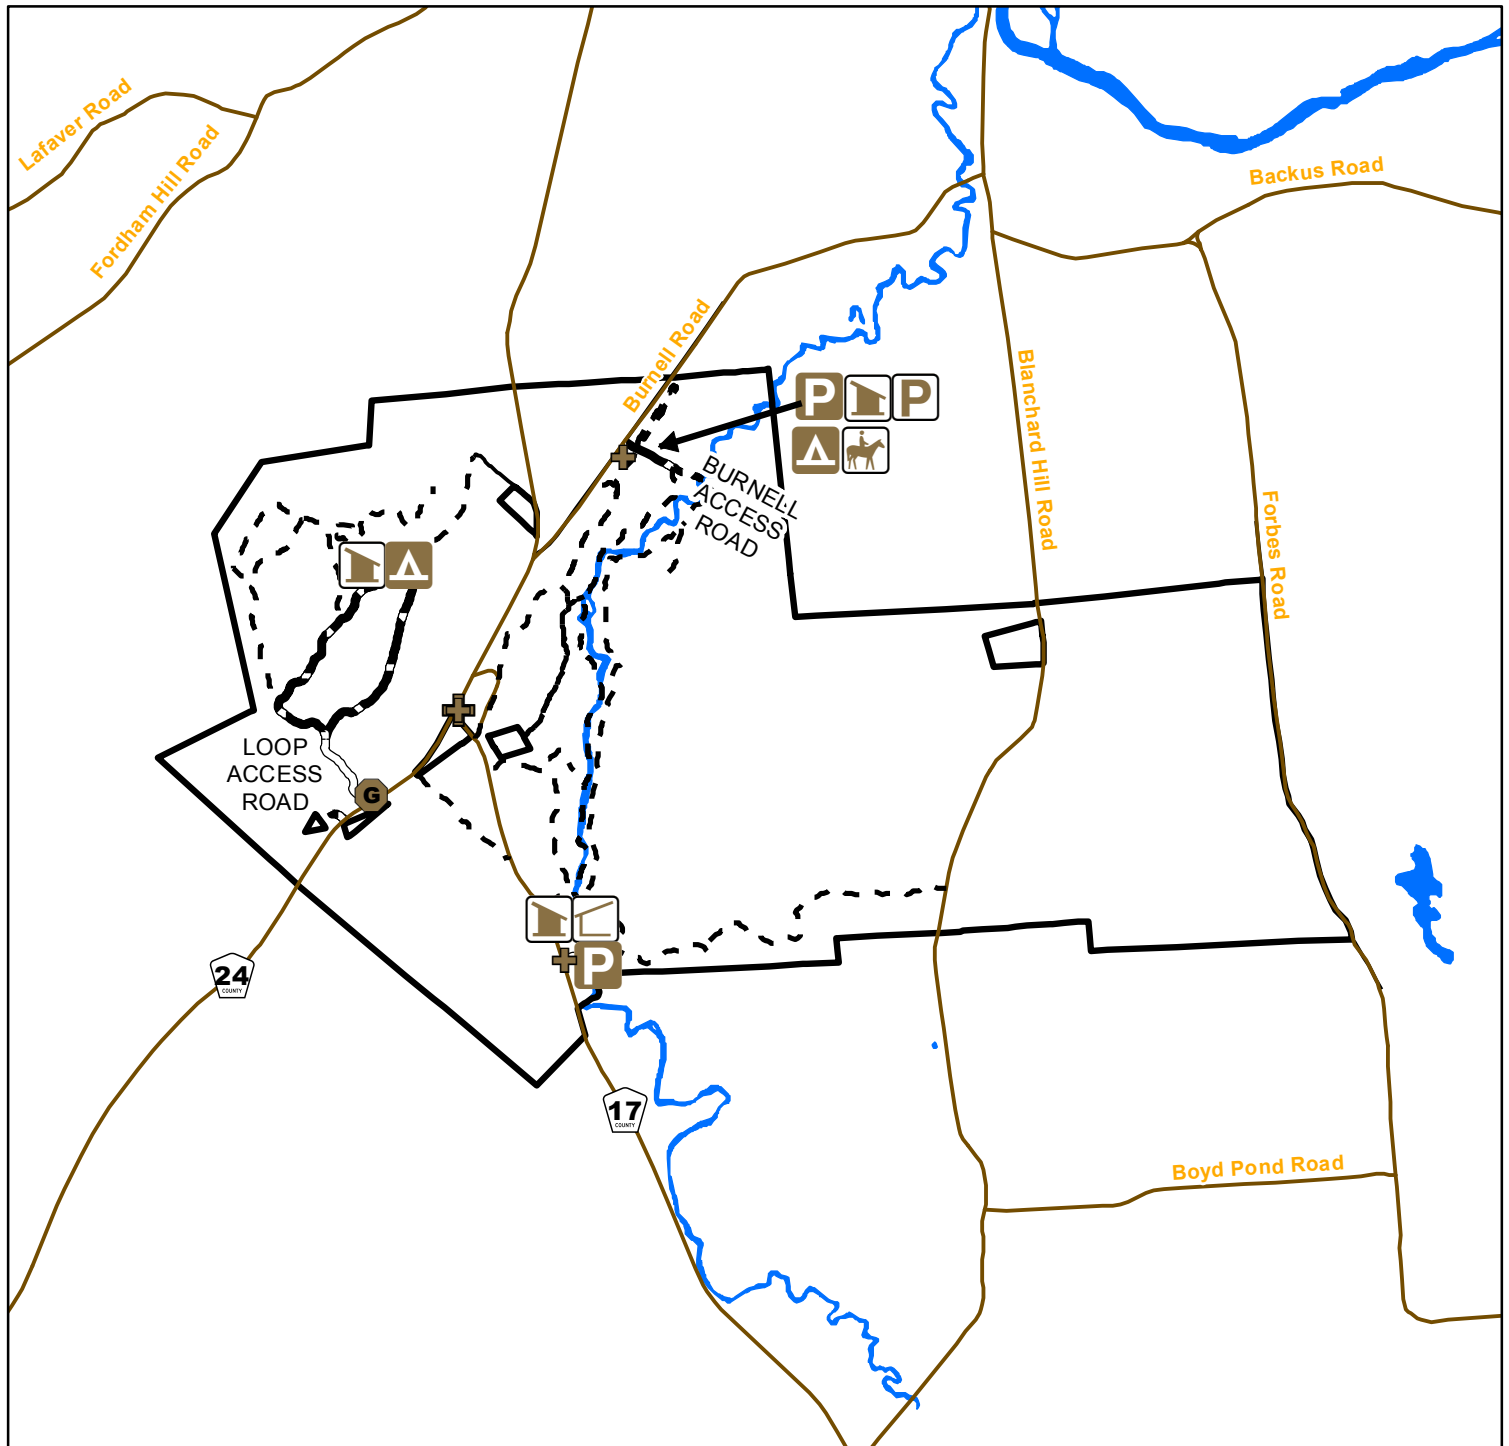 Lafaver Road
Fordham Hill Road
Backus Road
Burnell Road
Blanchard Hill Road
P
P
BURNELL
ACCESS
ROAD
Forbes Road
LOOP
ACCESS
ROAD
G
P
24
COUNTY
17
COUNTY
Boyd Pond Road